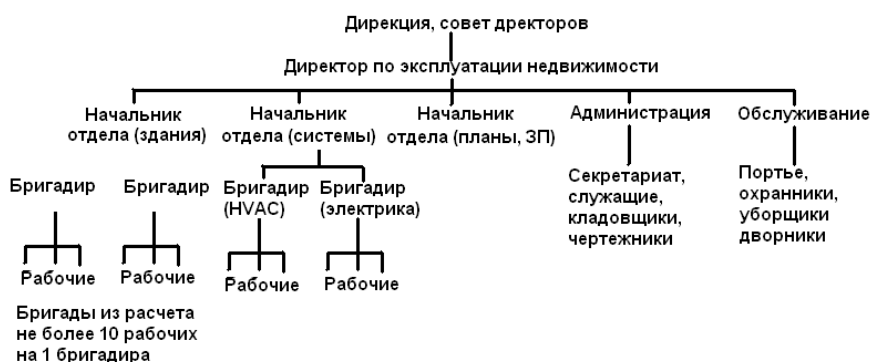 Дирекция, совет дректоров
Директор по эксплуатации недвижимости
Начальник
отдела (здания)
Начальник
отдела (системы)
Начальник
отдела (планы, ЗП)
Администрация
Обслуживание
Бригадир
Бригадир
Бригадир
(HVAC)
Бригадир
(электрика)
Секретариат,
служащие,
кладовщики,
чертежники
Портье,
охранники,
уборщики
дворники
Рабочие
Рабочие
Рабочие
Рабочие
Бригады из расчета
не более 10 рабочих
на 1 бригадира